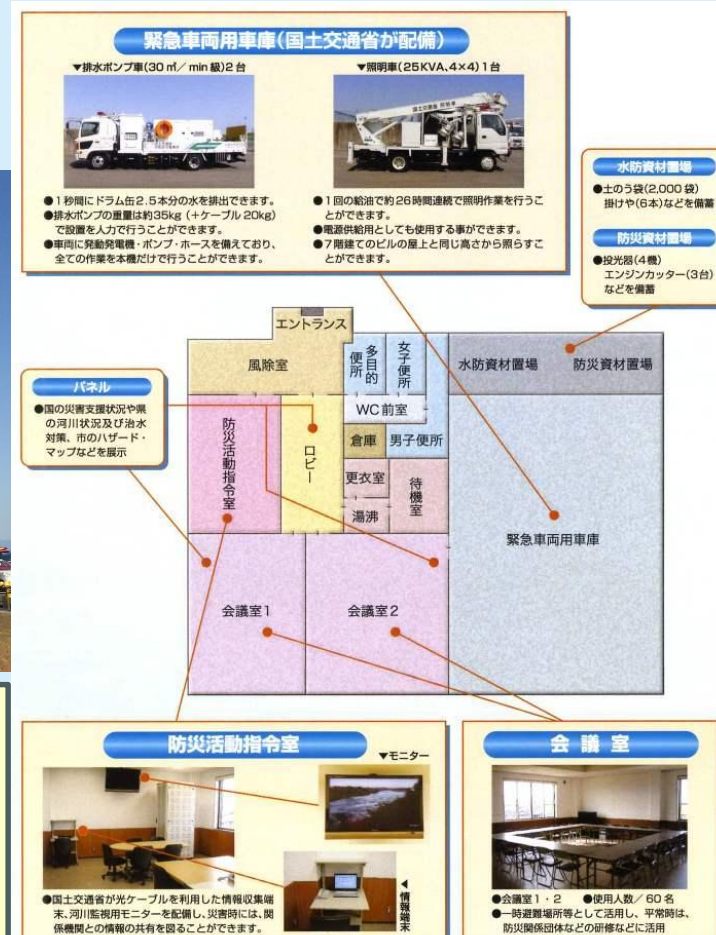 緊急車両用車庫(国土交通省が配備)
▼排水ポンプ車(30㎥／min級)2台
●1秒間にドラム缶2.5本分の水を排出できます。
●排水ポンプの重量は約35kg(+ケーブル20kg)
で設置を人力で行うことができます。
●車両に発動発電機・ポンプ・ホースを備えており、
全ての作業を本機だけで行うことができます。
▼照明車(25KVA、4×4)1台
国土交通省 照明車
●1回の給油で約26時間連続で照明作業を行うこ
とができます。
●電源供給用としても使用する事ができます。
●7階建てのビルの屋上と同じ高さから照らすこ
とができます。
水防資材置場
●土のう袋(2,000袋)
掛けや(6本)などを備蓄
防災資材置場
●投光器(4機)
エンジンカッター(3台)
などを備蓄
パネル
●国の災害支援状況や県
の河川状況及び治水
対策、市のハザード・
マップなどを展示
エントランス
風除室
多目的
便所
女子便所
水防資材置場
防災資材置場
WC前室
倉庫
男子便所
防災活動指令室
ロビー
更衣室
待機室
湯沸
緊急車両用車庫
会議室1
会議室2
防災活動指令室
▼モニター
◀情報端末
●国土交通省が光ケーブルを利用した情報収集端
末、河川監視用モニターを配備し、災害時には、関
係機関との情報の共有を図ることができます。
会議室
●会議室1・2 ●使用人数／60名
●一時避難場所等として活用し、平常時は、
防災関係団体などの研修などに活用